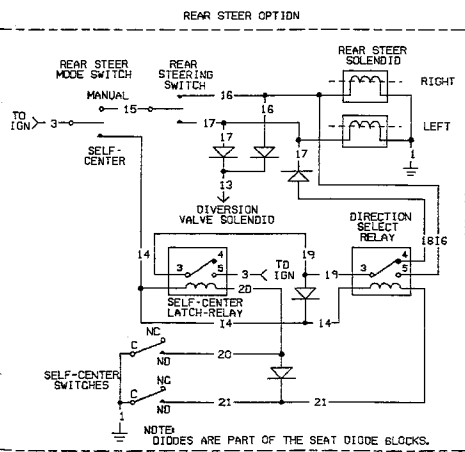 REAR STEER OPTION
REAR STEER
MODE SWITCH
REAR
STEERING
SWITCH
REAR STEER
SOLENOID
RIGHT
LEFT
MANUAL
15
16
16
TO
IGN
3
17
17
17
1
SELF-
CENTER
13
DIVERSION
VALVE SOLENOID
DIRECTION
SELECT
RELAY
14
19
18
16
4
3
5
3
TO
IGN
19
3
4
5
20
SELF-CENTER
LATCH-RELAY
14
14
NC
C
NO
20
SELF-CENTER
SWITCHES
NC
C
NO
21
21
1
NOTE:
DIODES ARE PART OF THE SEAT DIODE BLOCKS.